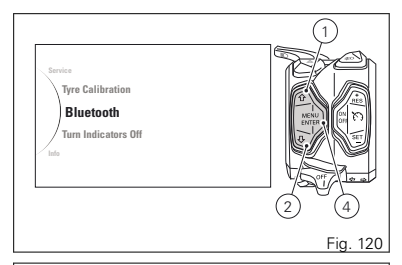 Service
Tyre Calibration
Bluetooth
Turn Indicators Off
Info
1
MENU
ENTER
ON
OFF
+
RES
SET
−
OFF
2
4
Fig. 120